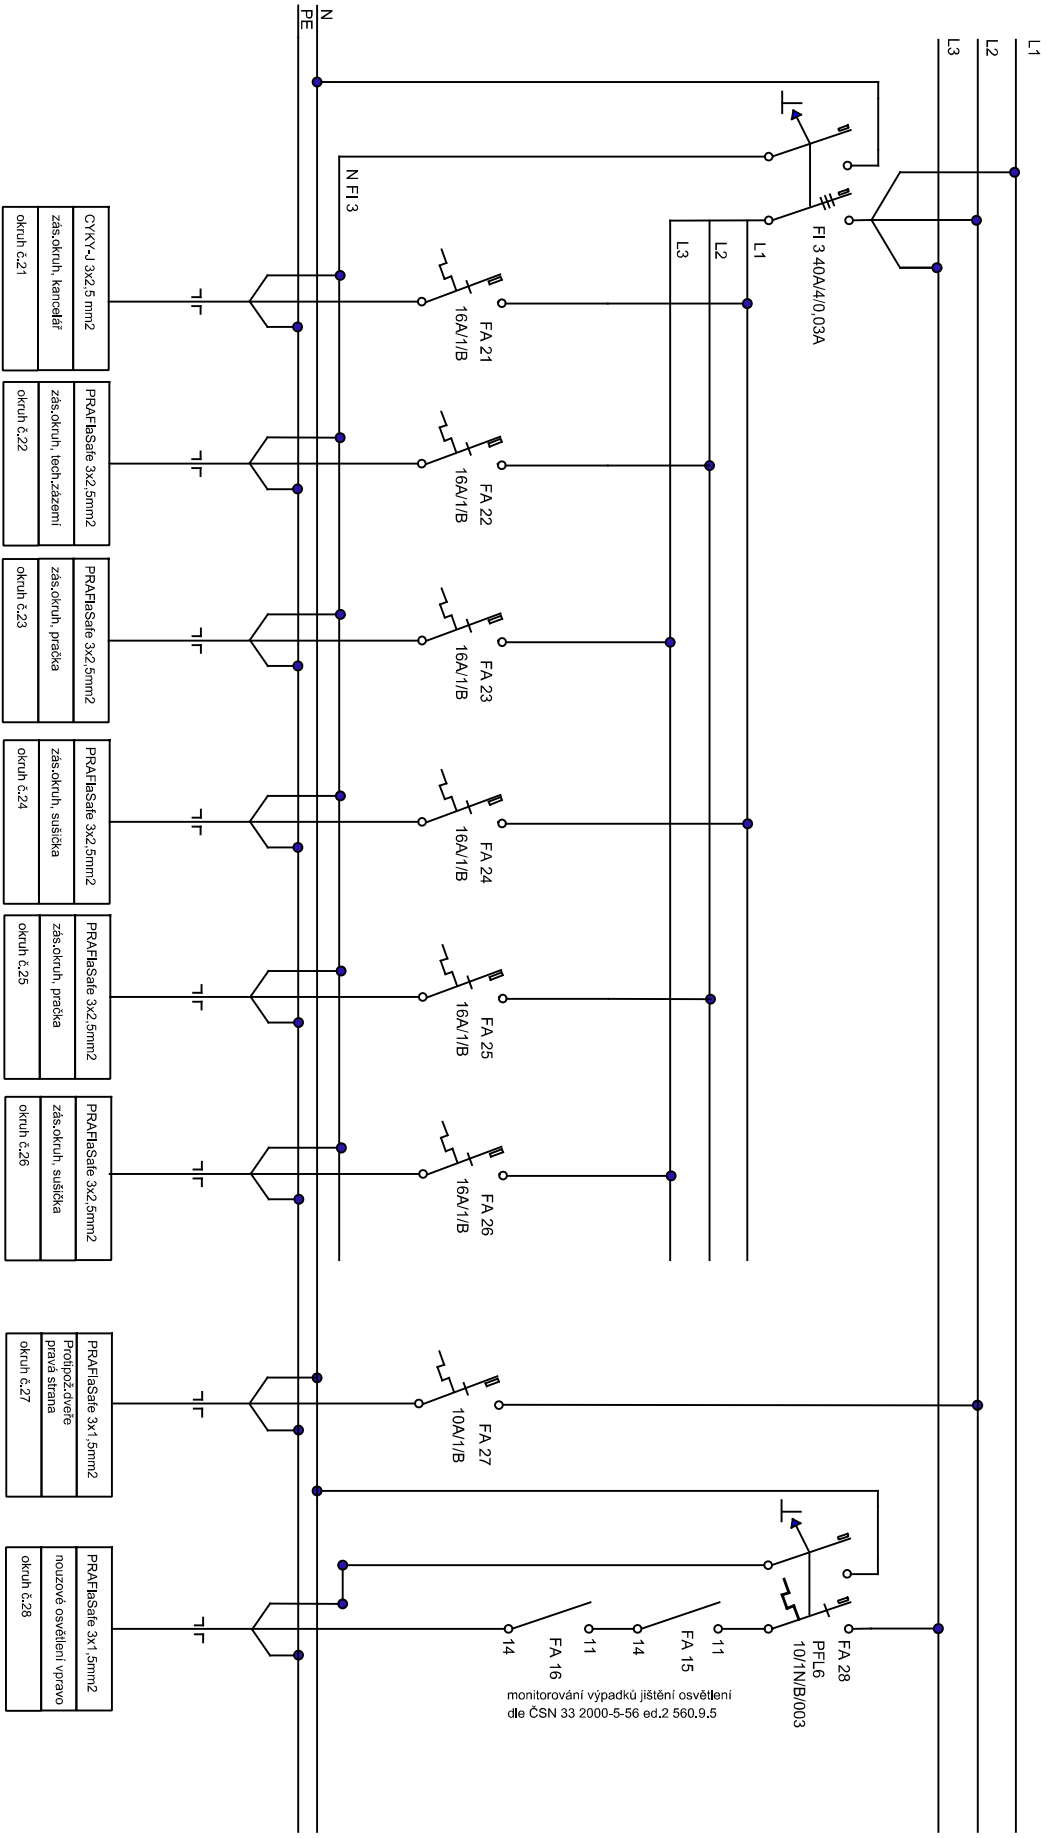 L1
L2
L3
N
PE
FI 3 40A/4/0,03A
L1
L2
L3
N FI 3
FA 21
16A/1/B
FA 22
16A/1/B
FA 23
16A/1/B
FA 24
16A/1/B
FA 25
16A/1/B
FA 26
16A/1/B
FA 27
10A/1/B
FA 28
PFL6
10/1N/B/003
11
FA 15
14
11
FA 16
14
monitorování výpadků jištění osvětlení
dle ČSN 33 2000-5-56 ed.2 560.9.5
CYKY-J 3x2,5 mm2
zás.okruh, kancelář
okruh č.21
PRAFlaSafe 3x2,5mm2
zás.okruh, tech.zázemí
okruh č.22
PRAFlaSafe 3x2,5mm2
zás.okruh, pračka
okruh č.23
PRAFlaSafe 3x2,5mm2
zás.okruh, sušička
okruh č.24
PRAFlaSafe 3x2,5mm2
zás.okruh, pračka
okruh č.25
PRAFlaSafe 3x2,5mm2
zás.okruh, sušička
okruh č.26
PRAFlaSafe 3x1,5mm2
Protipož.dveře
pravá strana
okruh č.27
PRAFlaSafe 3x1,5mm2
nouzové osvětlení vpravo
okruh č.28